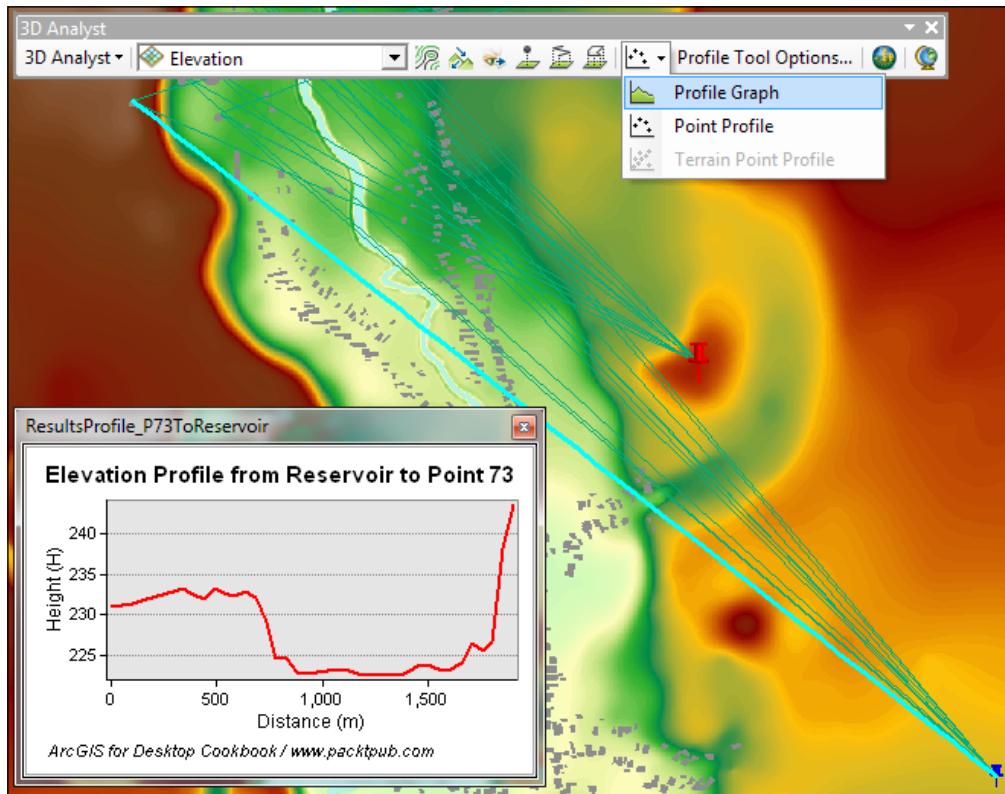 3D Analyst
3D Analyst Elevation Profile Tool Options...
Profile Graph
Point Profile
Terrain Point Profile
ResultsProfile_P73ToReservoir
Elevation Profile from Reservoir to Point 73
Height (H)
240
235
230
225
0 500 1,000 1,500
Distance (m)
ArcGIS for Desktop Cookbook / www.packtpub.com